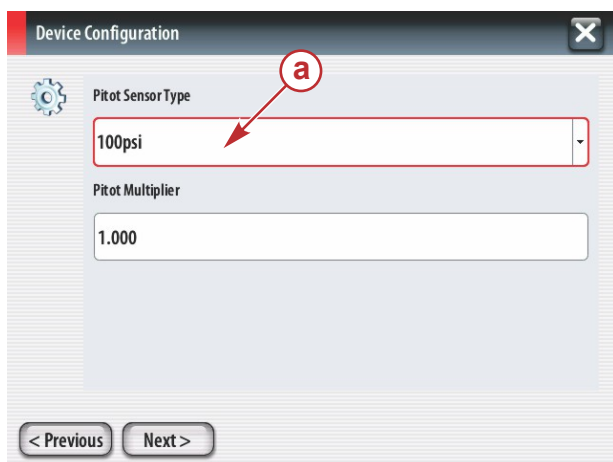 Device Configuration
a
Pitot Sensor Type
100psi
Pitot Multiplier
1.000
< Previous Next >